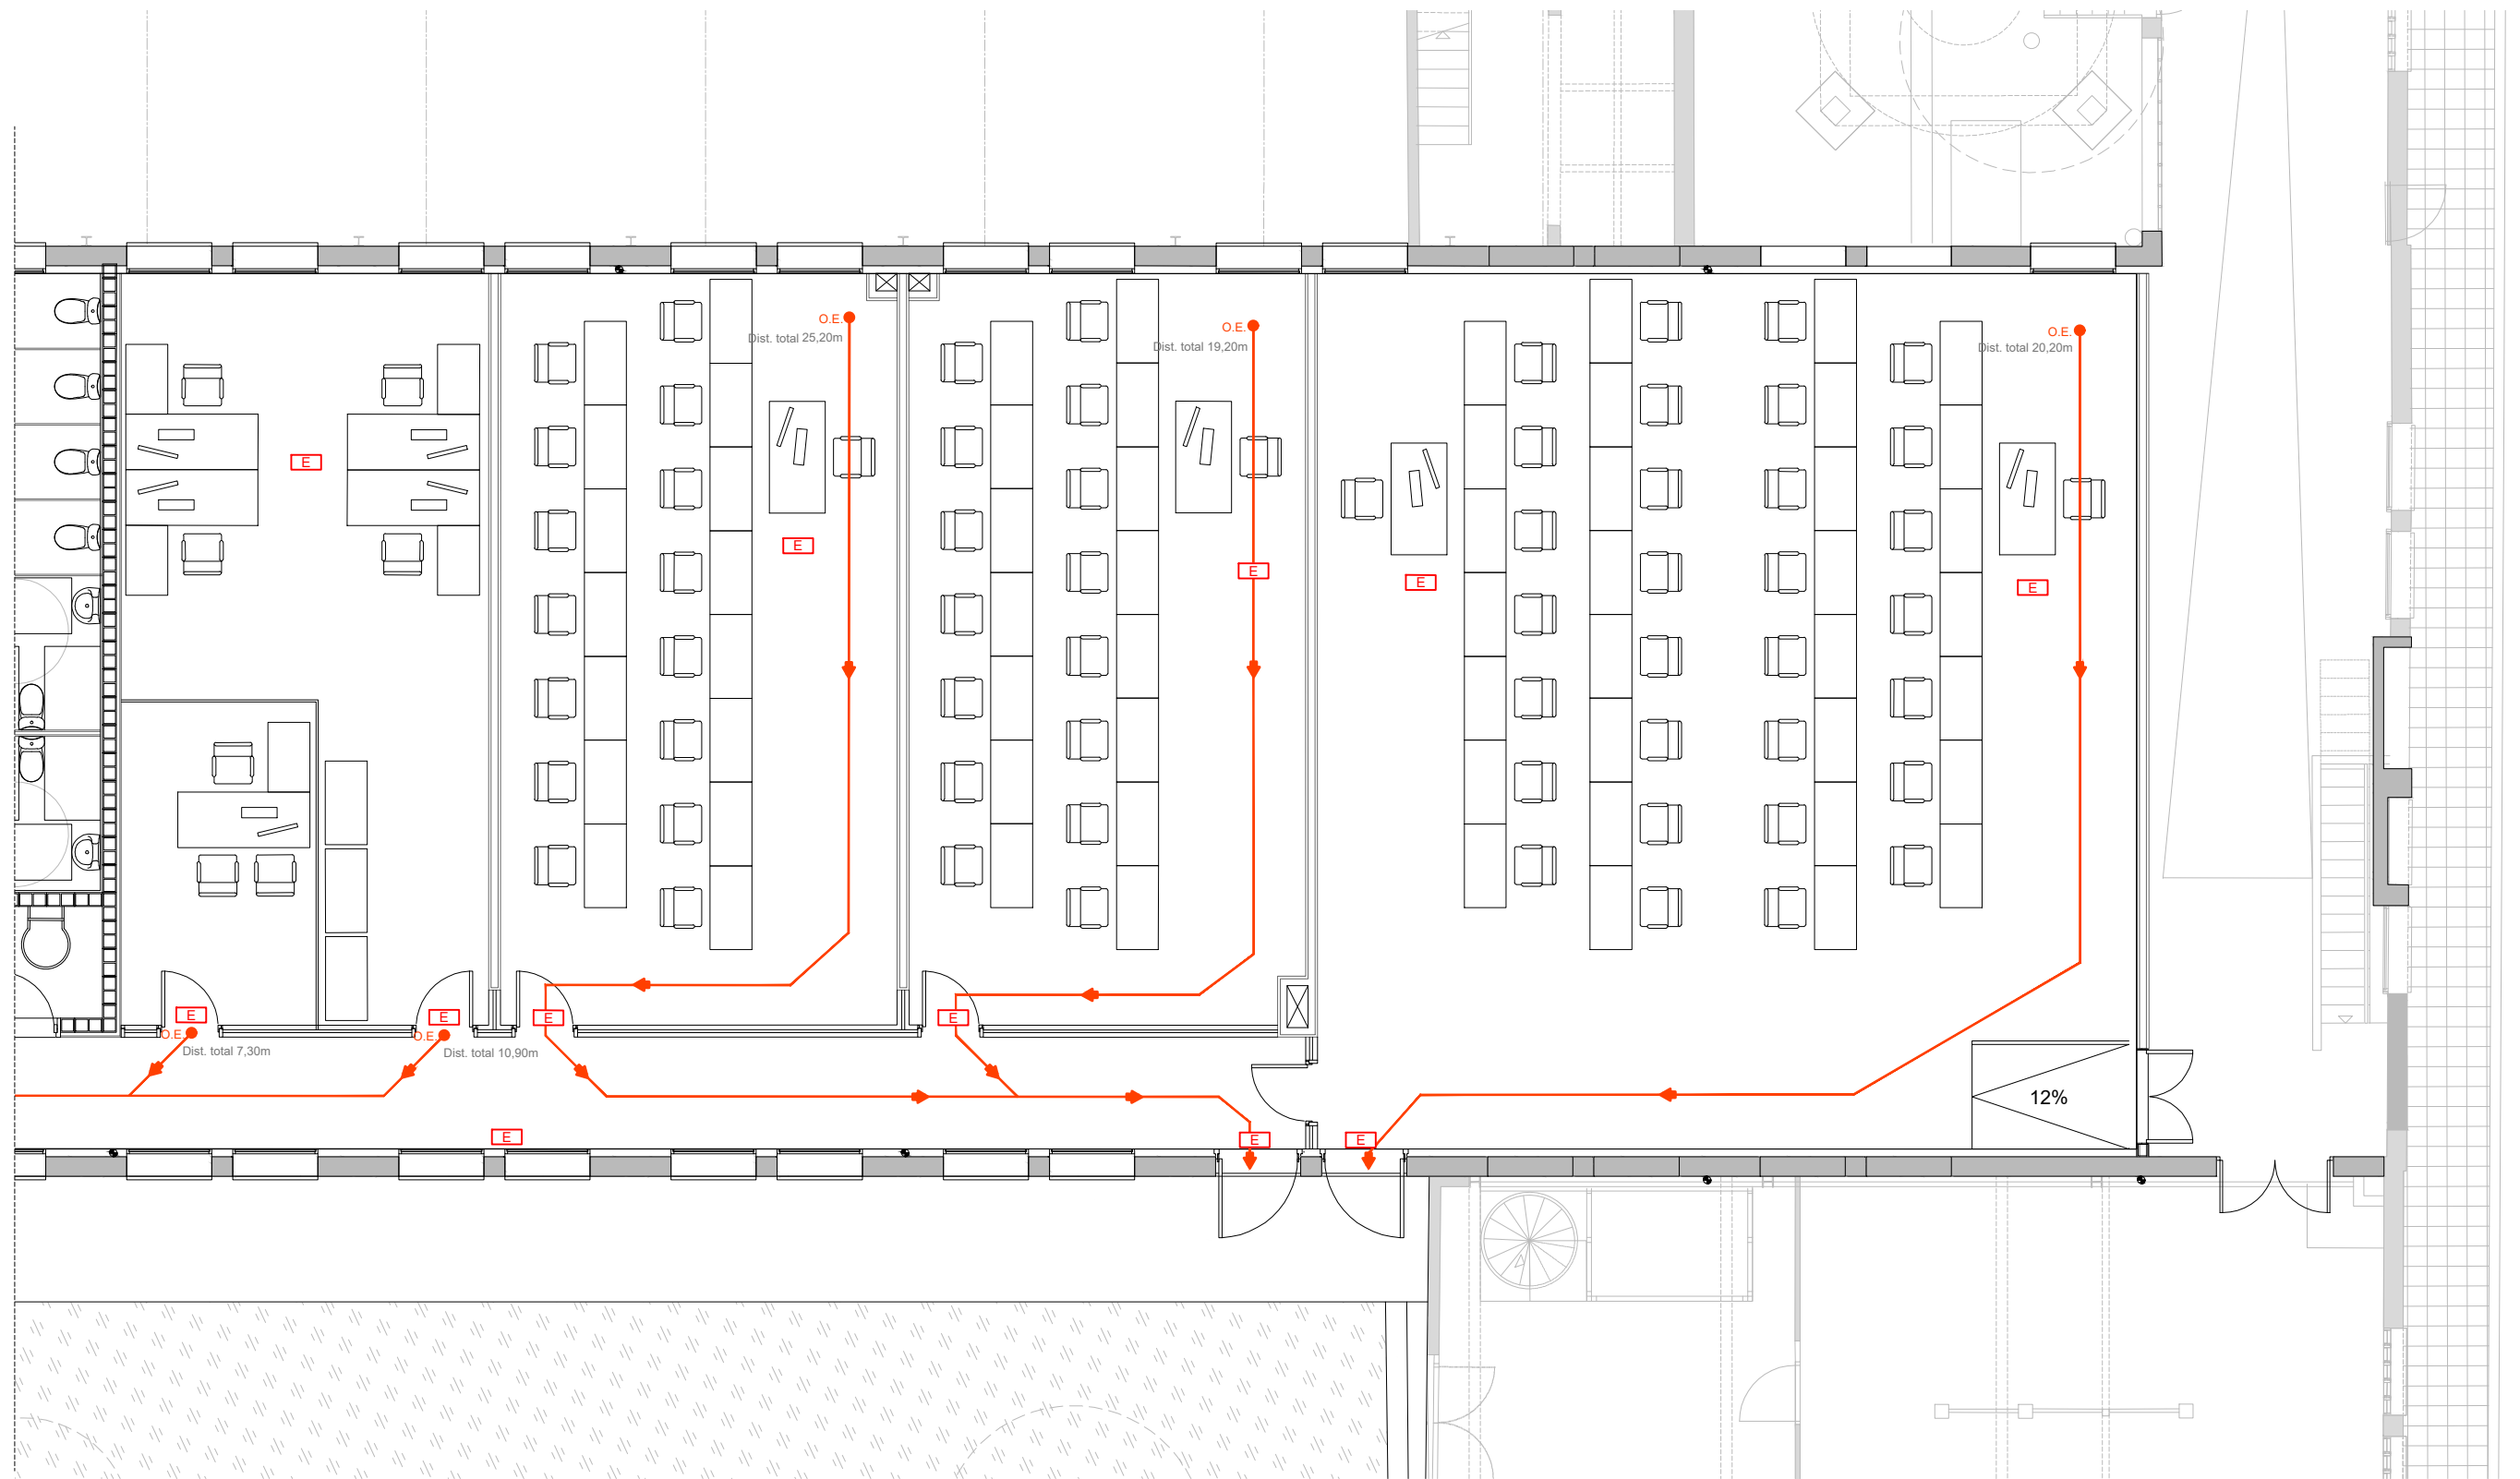 O.E.
Dist. total 25,20m
O.E.
Dist. total 19,20m
O.E.
Dist. total 20,20m
E
E
E
E
E
E
E
E
E
O.E.
Dist. total 7,30m
O.E.
Dist. total 10,90m
12%
E
E
E